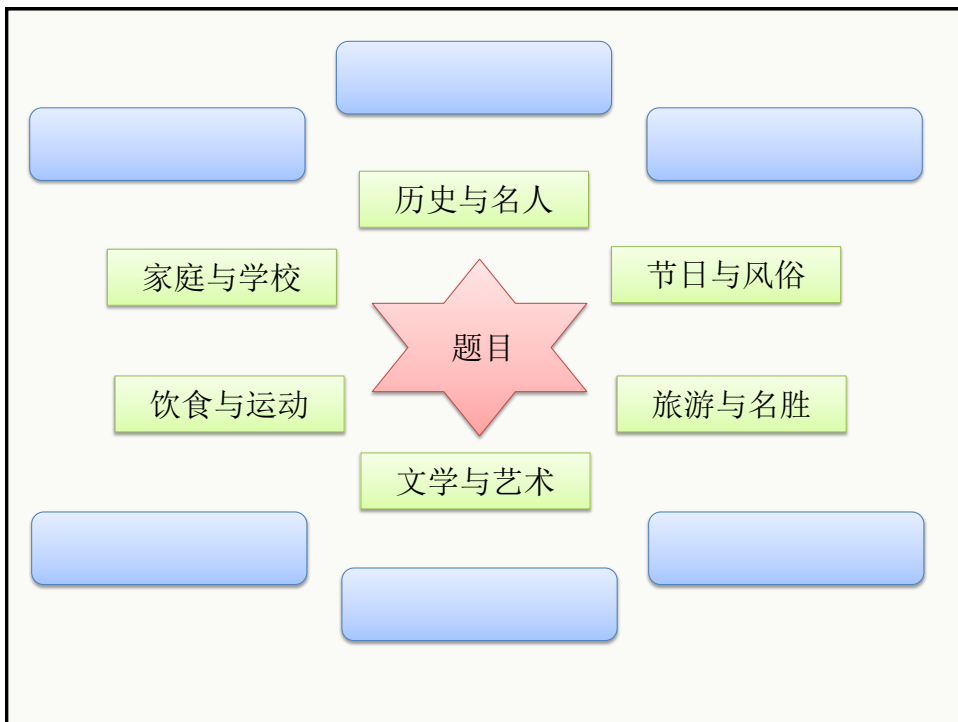 历史与名人
家庭与学校
节日与风俗
题目
饮食与运动
旅游与名胜
文学与艺术